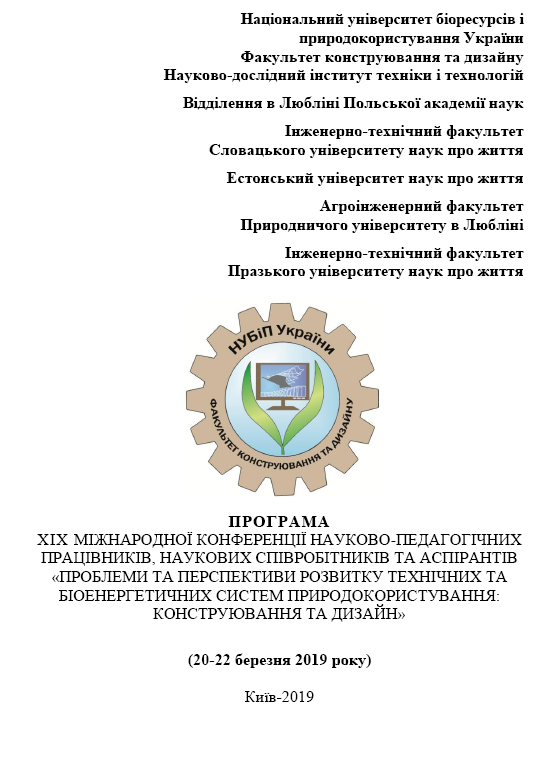 Національний університет біоресурсів і
природокористування України
Факультет конструювання та дизайну
Науково-дослідний інститут техніки і технологій
Відділення в Любліні Польської академії наук
Інженерно-технічний факультет
Словацького університету наук про життя
Естонський університет наук про життя
Агроінженерний факультет
Природничого університету в Любліні
Інженерно-технічний факультет
Празького університету наук про життя
НУБіП України
ФАКУЛЬТЕТ КОНСТРУЮВАННЯ ТА ДИЗАЙНУ
ПРОГРАМА
XIX МІЖНАРОДНОЇ КОНФЕРЕНЦІЇ НАУКОВО-ПЕДАГОГІЧНИХ
ПРАЦІВНИКІВ, НАУКОВИХ СПІВРОБІТНИКІВ ТА АСПІРАНТІВ
«ПРОБЛЕМИ ТА ПЕРСПЕКТИВИ РОЗВИТКУ ТЕХНІЧНИХ ТА
БІОЕНЕРГЕТИЧНИХ СИСТЕМ ПРИРОДОКОРИСТУВАННЯ:
КОНСТРУЮВАННЯ ТА ДИЗАЙН»
(20-22 березня 2019 року)
Київ-2019